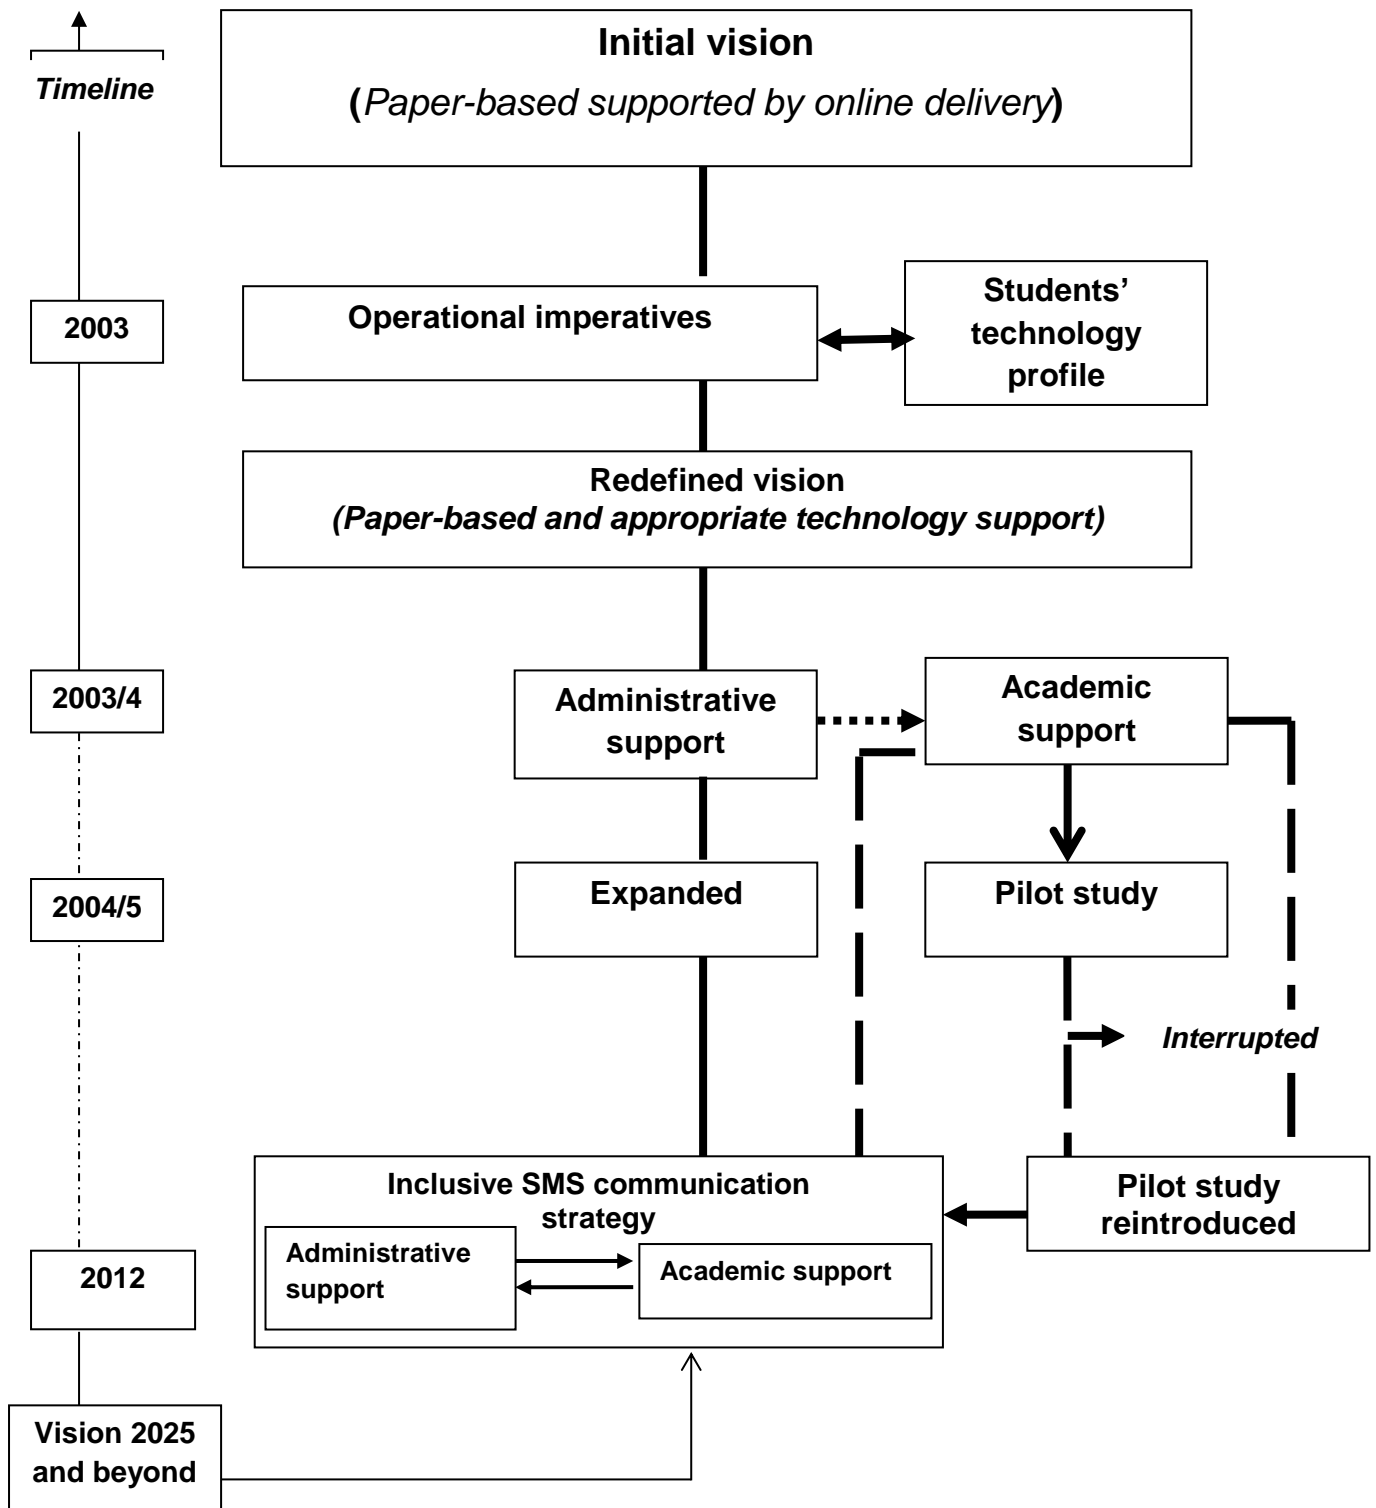 Initial vision
Timeline
(Paper-based supported by online delivery)
Students’
technology
profile
2003
Operational imperatives
Redefined vision
(Paper-based and appropriate technology support)
2003/4
Administrative
support
Academic
support
2004/5
Expanded
Pilot study
Interrupted
Inclusive SMS communication
strategy
Pilot study
reintroduced
2012
Administrative
support
Academic support
Vision 2025
and beyond